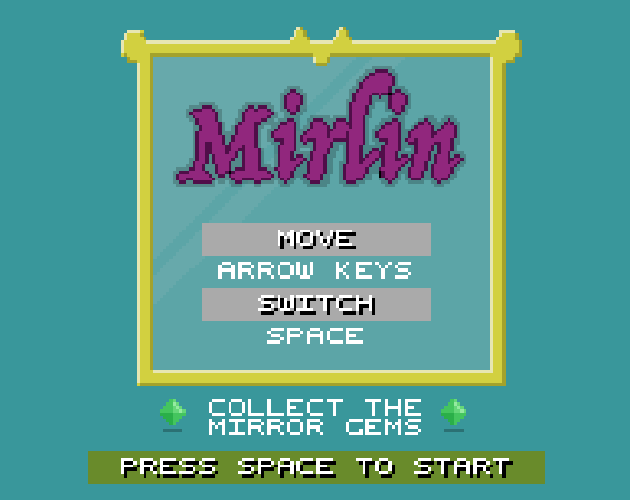 Mirlin
MOVE
ARROW KEYS
SWITCH
SPACE
COLLECT THE
MIRROR GEMS
PRESS SPACE TO START